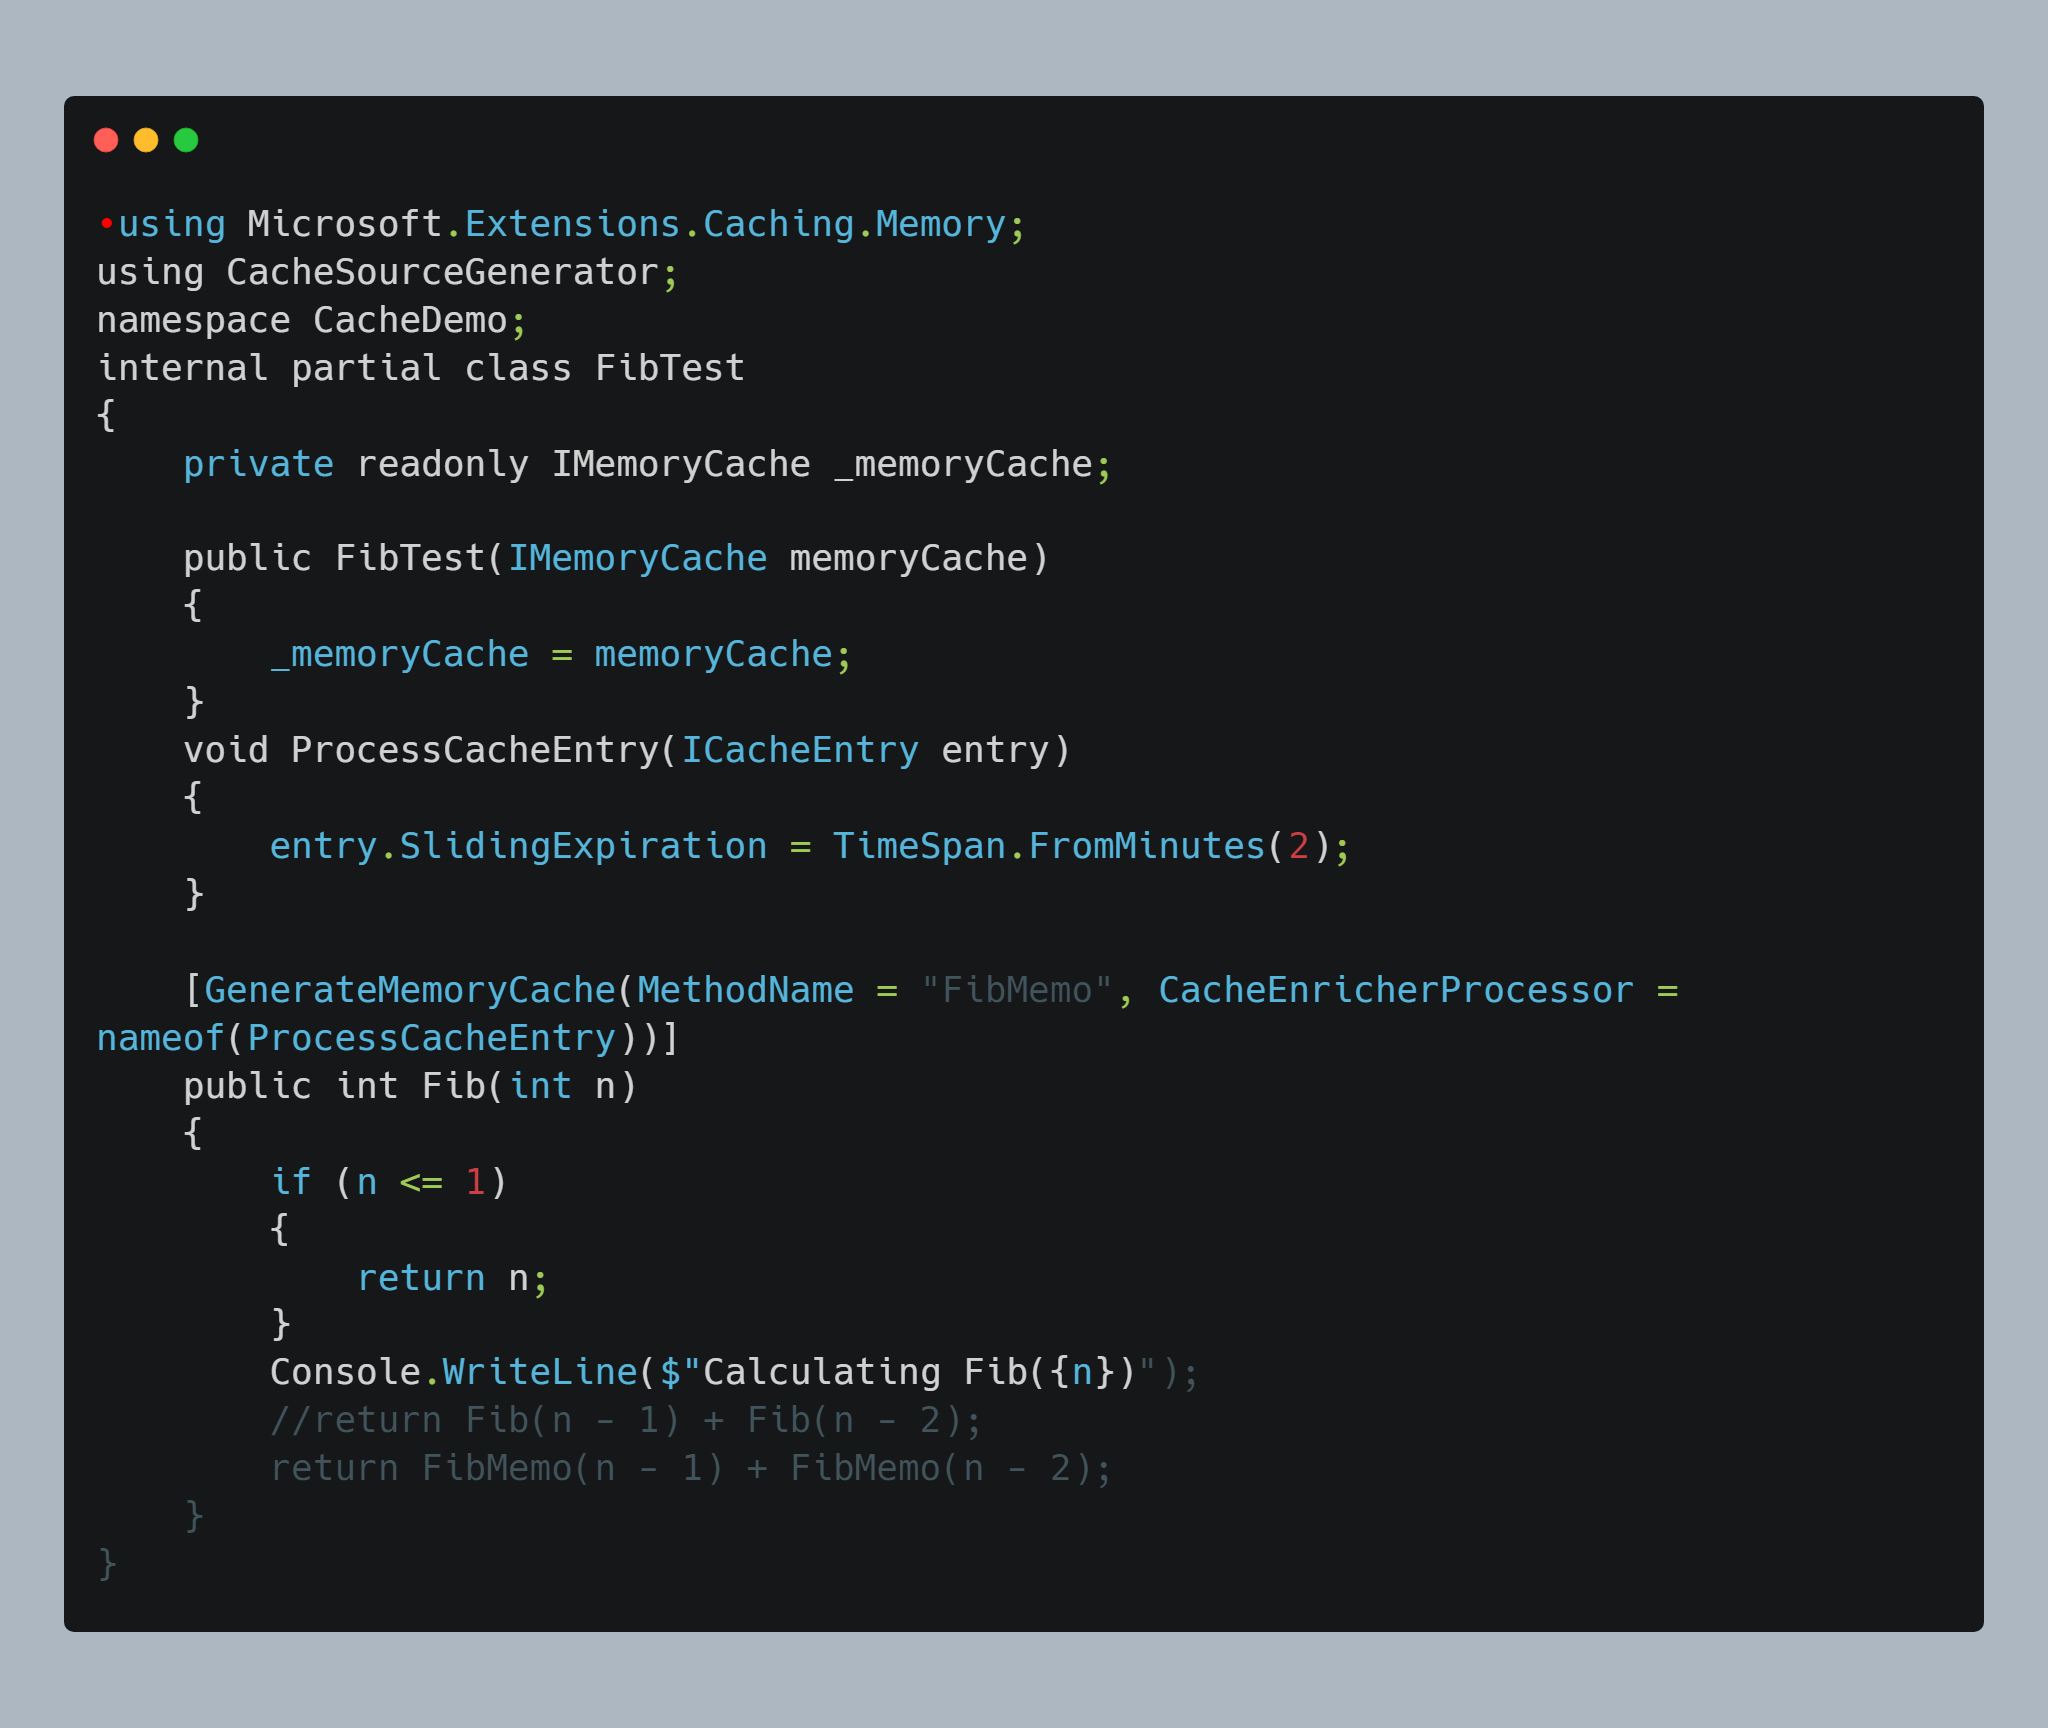 •using Microsoft.Extensions.Caching.Memory;
using CacheSourceGenerator;
namespace CacheDemo;
internal partial class FibTest
{
    private readonly IMemoryCache _memoryCache;

    public FibTest(IMemoryCache memoryCache)
    {
        _memoryCache = memoryCache;
    }
    void ProcessCacheEntry(ICacheEntry entry)
    {
        entry.SlidingExpiration = TimeSpan.FromMinutes(2);
    }

    [GenerateMemoryCache(MethodName = "FibMemo", CacheEnricherProcessor =
nameof(ProcessCacheEntry))]
    public int Fib(int n)
    {
        if (n <= 1)
        {
            return n;
        }
        Console.WriteLine($"Calculating Fib({n})");
        //return Fib(n - 1) + Fib(n - 2);
        return FibMemo(n - 1) + FibMemo(n - 2);
    }
}